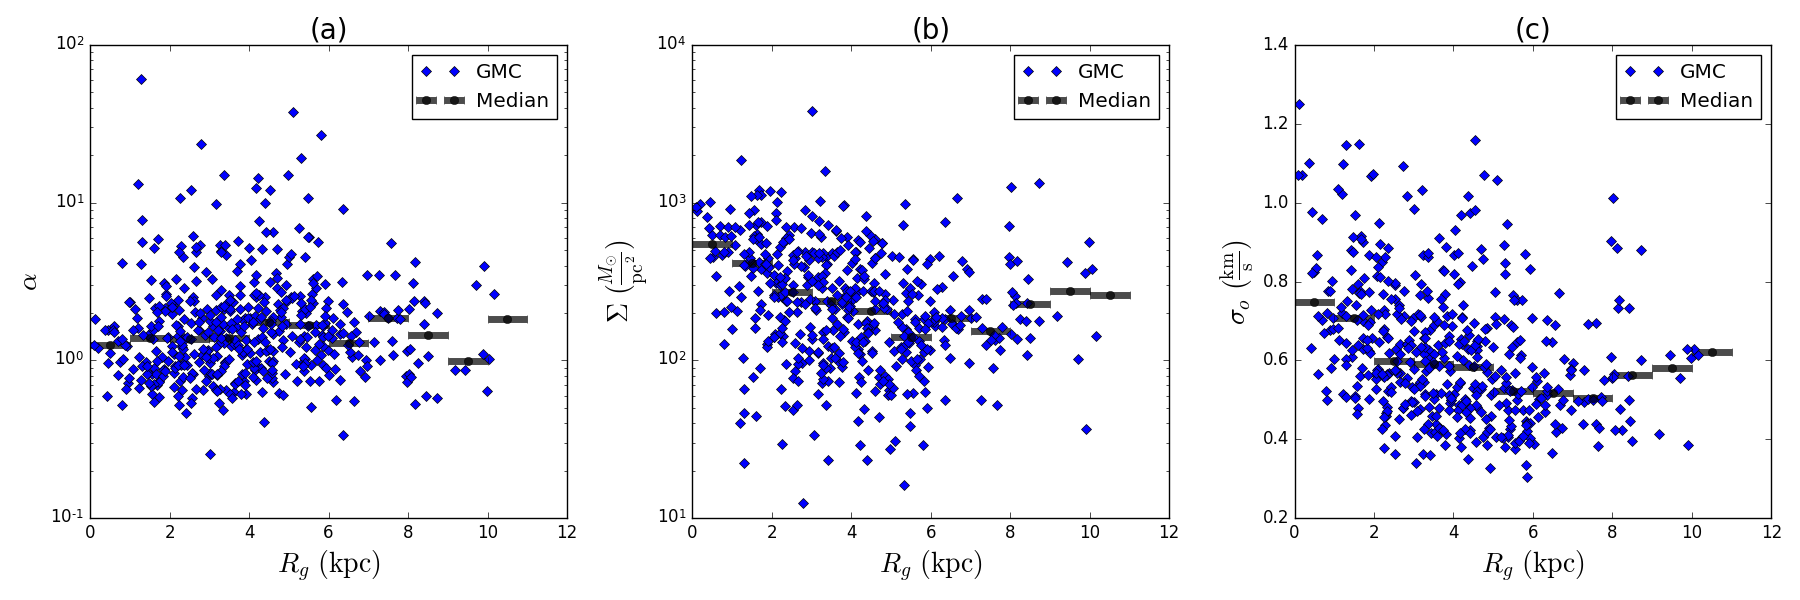 (a)
10²
10¹
10⁰
10⁻¹
α
0 2 4 6 8 10 12
R_g (kpc)
GMC
Median
(b)
10⁴
10³
10²
10¹
Σ (M_⊙/pc²)
0 2 4 6 8 10 12
R_g (kpc)
GMC
Median
(c)
1.4
1.2
1.0
0.8
0.6
0.4
0.2
σ_o (km/s)
0 2 4 6 8 10 12
R_g (kpc)
GMC
Median